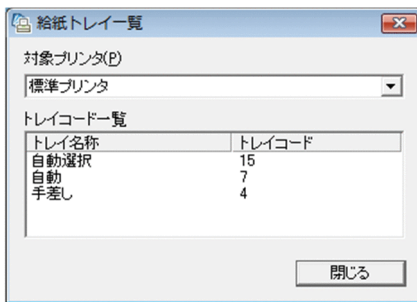 給紙トレイ一覧
対象プリンタ(P)
標準プリンタ
トレイコード一覧
トレイ名称 トレイコード
自動選択 15
自動 7
手差し 4
閉じる